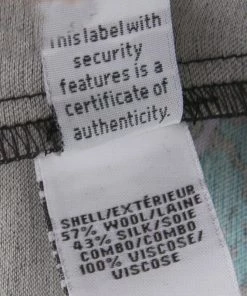 This label with
security
features is a
certificate of
authenticity.
SHELL/EXTÉRIEUR
57% WOOL/LAINE
43% SILK/SOIE
COMBO/COMBO
100% VISCOSE/
VISCOSE